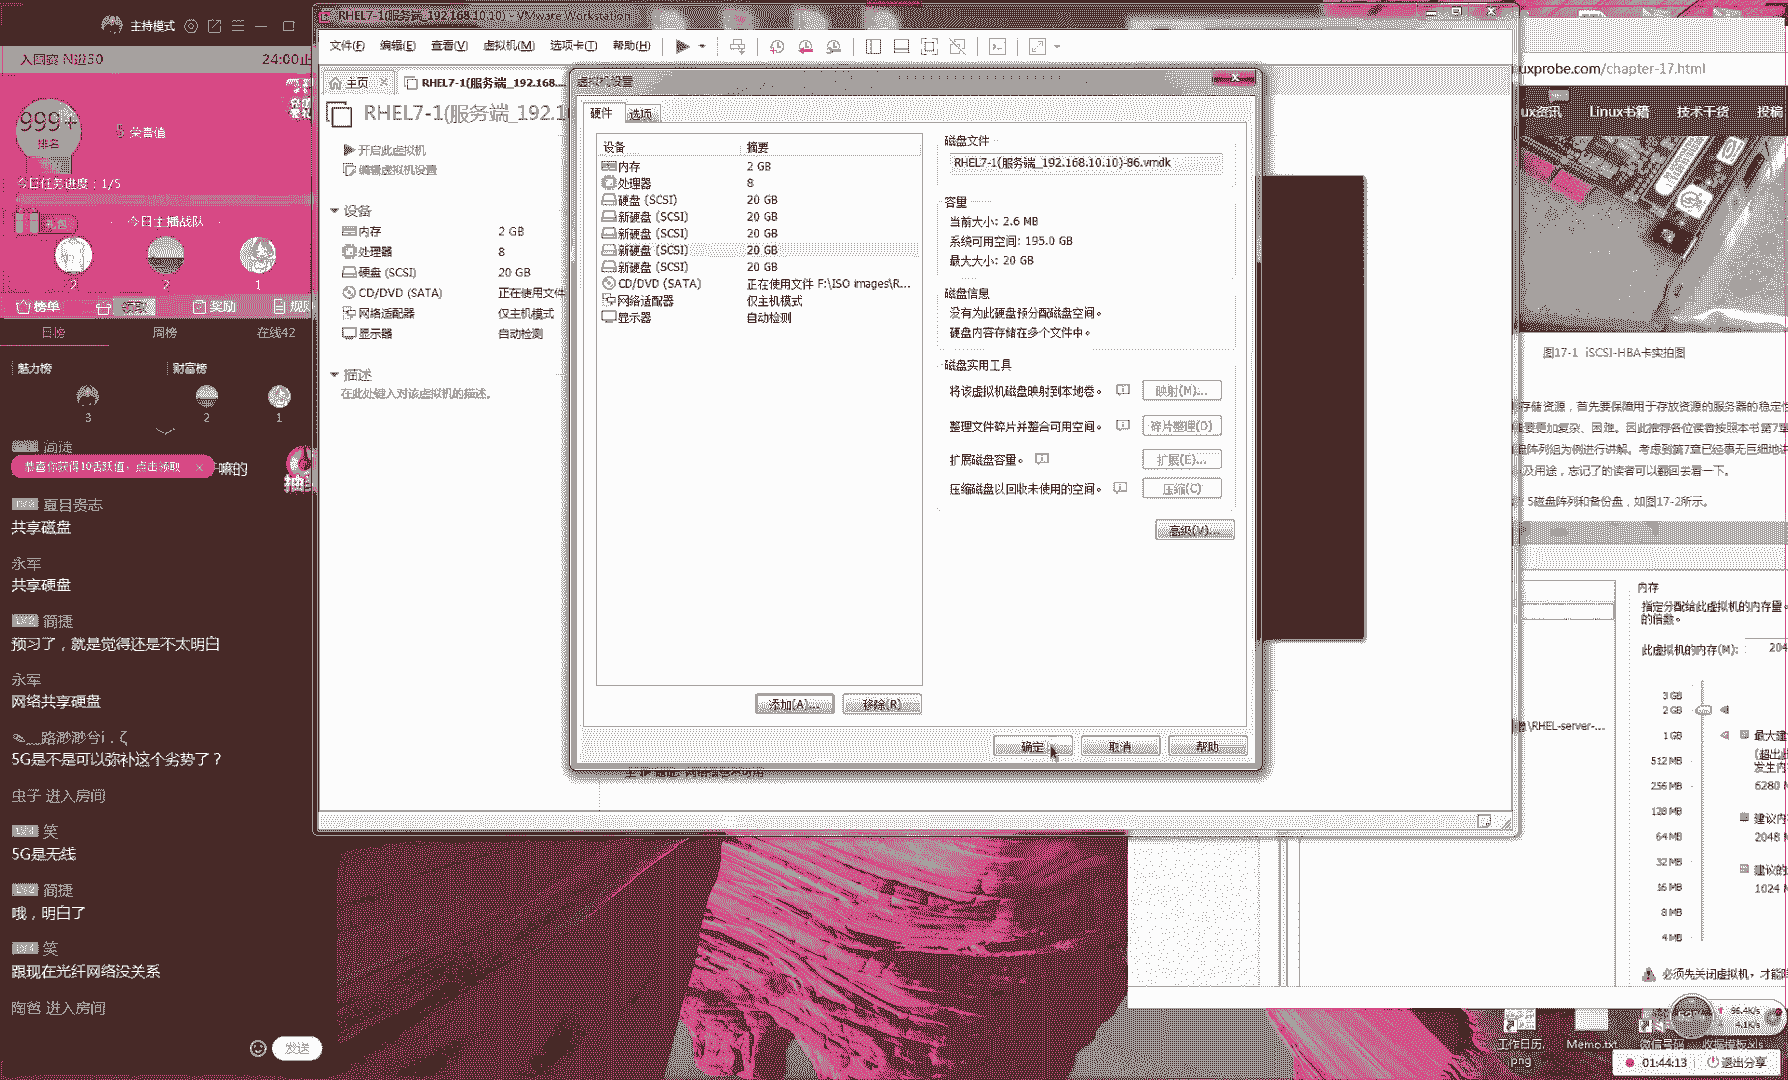 主持模式
24:00止
999+
排名
5 荣誉值
今日任务进度：1/5
礼包
今日主播战队
2
2
1
榜单
领取
奖励
日榜
周榜
在线42
魅力榜
财富榜
3
2
1
简捷
恭喜你获得10活跃值，点击领取
嘛的
夏目贵志
共享磁盘
永军
共享硬盘
简捷
预习了，就是觉得还是不太明白
永军
网络共享硬盘
5G是不是可以弥补这个劣势了？
虫子 进入房间
笑
5G是无线
简捷
哦，明白了
笑
跟现在光纤网络没关系
陶爸 进入房间
发送
RHEL7-1(服务端_192.168.10.10) - VMware Workstation
文件(F)
编辑(E)
查看(V)
虚拟机(M)
选项卡(T)
帮助(H)
主页
RHEL7-1(服务端_192.168....
RHEL7-1(服务端_192.1
开启此虚拟机
编辑虚拟机设置
设备
内存
2 GB
处理器
8
硬盘 (SCSI)
20 GB
CD/DVD (SATA)
正在使用文件
网络适配器
仅主机模式
显示器
自动检测
描述
在此处键入对该虚拟机的描述。
虚拟机设置
硬件
选项
设备
摘要
内存
2 GB
处理器
8
硬盘 (SCSI)
20 GB
新硬盘 (SCSI)
20 GB
新硬盘 (SCSI)
20 GB
新硬盘 (SCSI)
20 GB
新硬盘 (SCSI)
20 GB
CD/DVD (SATA)
正在使用文件 F:\ISO images\R...
网络适配器
仅主机模式
显示器
自动检测
添加(A)...
移除(R)
磁盘文件
RHEL7-1(服务端_192.168.10.10)-86.vmdk
容量
当前大小: 2.6 MB
系统可用空间: 195.0 GB
最大大小: 20 GB
磁盘信息
没有为此硬盘预分配磁盘空间。
硬盘内容存储在多个文件中。
磁盘实用工具
将该虚拟机磁盘映射到本地卷。
映射(M)...
整理文件碎片并整合可用空间。
碎片整理(D)
扩展磁盘容量。
扩展(E)...
压缩磁盘以回收未使用的空间。
压缩(C)
高级(V)...
确定
取消
帮助
uxprobe.com/chapter-17.html
ux资讯
Linux书籍
技术干货
投稿
图17-1 iSCSI-HBA卡实拍图
存储资源，首先要保障用于存放资源的服务器的稳定性
要更加复杂、困难。因此推荐各位读者按照本书第7章
盘阵列组为例进行讲解。考虑到第7章已经事无巨细地讲
及用途，忘记了的读者可以翻回去看一下。
5磁盘阵列和备份盘，如图17-2所示。
内存
指定分配给此虚拟机的内存量。
的倍数。
此虚拟机的内存(M):
204
3 GB
2 GB
1 GB
512 MB
256 MB
128 MB
64 MB
32 MB
16 MB
8 MB
4 MB
\RHEL-server-...
最大建
(超出此
发生内
6280
建议内
2048
建议的
1024
必须先关闭虚拟机，才能
96.4K/s
4.1K/s
工作日历.png
Memo.txt
微信号码
收据模板.xls
01:44:13
退出分享